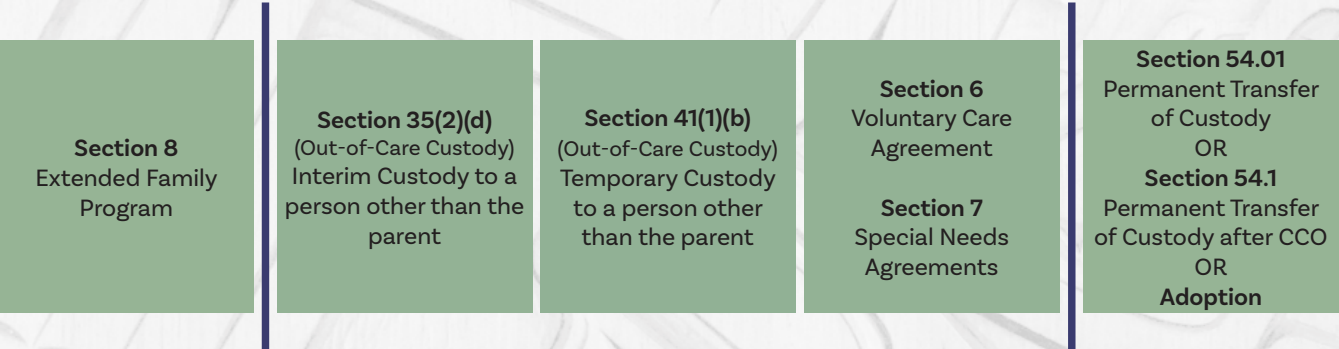 Section 8
Extended Family
Program
Section 35(2)(d)
(Out-of-Care Custody)
Interim Custody to a
person other than the
parent
Section 41(1)(b)
(Out-of-Care Custody)
Temporary Custody
to a person other
than the parent
Section 6
Voluntary Care
Agreement
Section 7
Special Needs
Agreements
Section 54.01
Permanent Transfer
of Custody
OR
Section 54.1
Permanent Transfer
of Custody after CCO
OR
Adoption